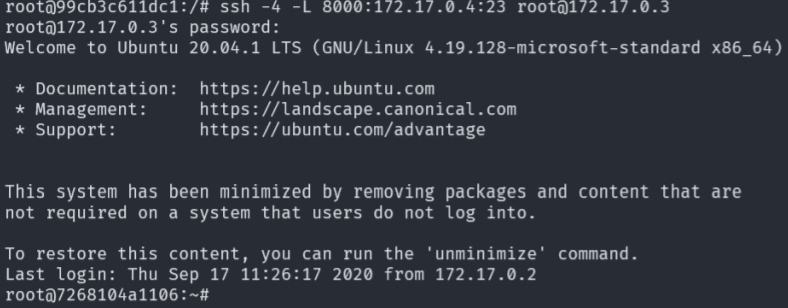 root@99cb3c611dc1:/# ssh -4 -L 8000:172.17.0.4:23 root@172.17.0.3
root@172.17.0.3's password:
Welcome to Ubuntu 20.04.1 LTS (GNU/Linux 4.19.128-microsoft-standard x86_64)
* Documentation:  https://help.ubuntu.com
* Management:     https://landscape.canonical.com
* Support:        https://ubuntu.com/advantage
This system has been minimized by removing packages and content that are
not required on a system that users do not log into.
To restore this content, you can run the 'unminimize' command.
Last login: Thu Sep 17 11:26:17 2020 from 172.17.0.2
root@7268104a1106:~#